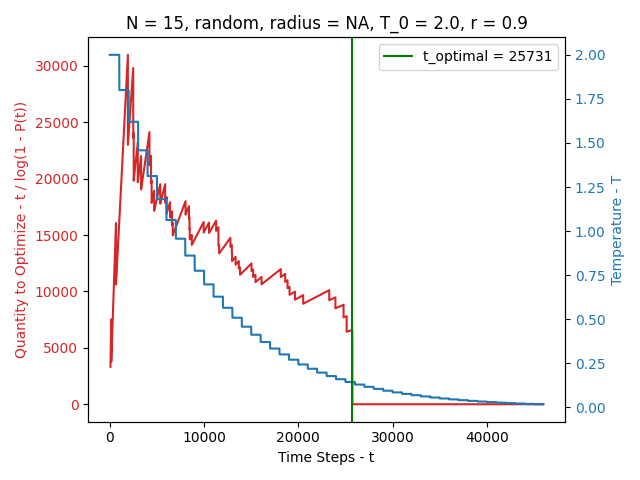 N = 15, random, radius = NA, T_0 = 2.0, r = 0.9
Quantity to Optimize - t / log(1 - P(t))
30000
25000
20000
15000
10000
5000
0
t_optimal = 25731
2.00
1.75
1.50
1.25
1.00
0.75
0.50
0.25
0.00
Temperature - T
0 10000 20000 30000 40000
Time Steps - t